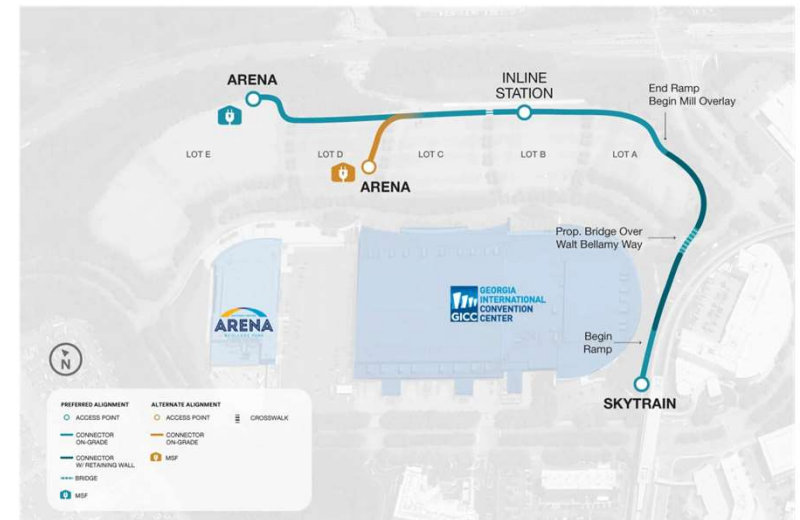 ARENA
INLINE
STATION
End Ramp
Begin Mill Overlay
LOT E
LOT D
LOT C
LOT B
LOT A
ARENA
Prop. Bridge Over
Walt Bellamy Way
ARENA
GICC
GEORGIA
INTERNATIONAL
CONVENTION
CENTER
Begin
Ramp
SKYTRAIN
N
PREFERRED ALIGNMENT
ACCESS POINT
CONNECTOR
ON-GRADE
CONNECTOR
W/ RETAINING WALL
BRIDGE
MSF
ALTERNATE ALIGNMENT
ACCESS POINT
CONNECTOR
ON-GRADE
MSF
CROSSWALK